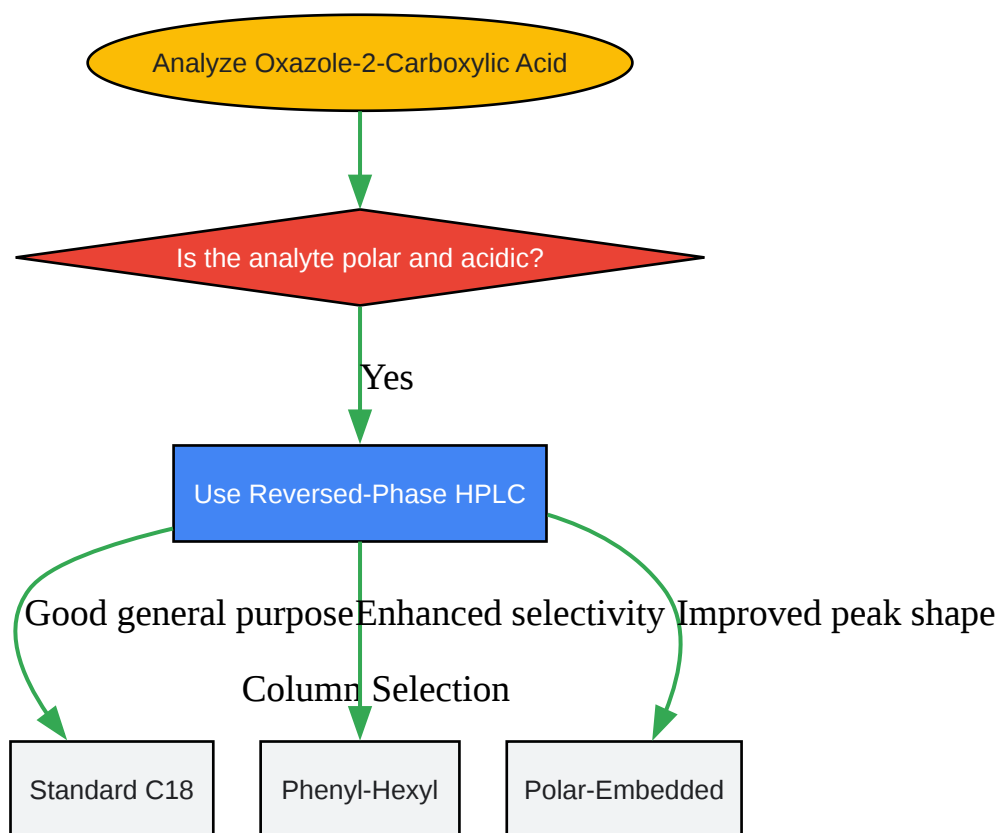 Analyze Oxazole-2-Carboxylic Acid
Is the analyte polar and acidic?
Yes
Use Reversed-Phase HPLC
Good general purpose
Enhanced selectivity
Improved peak shape
Column Selection
Standard C18
Phenyl-Hexyl
Polar-Embedded